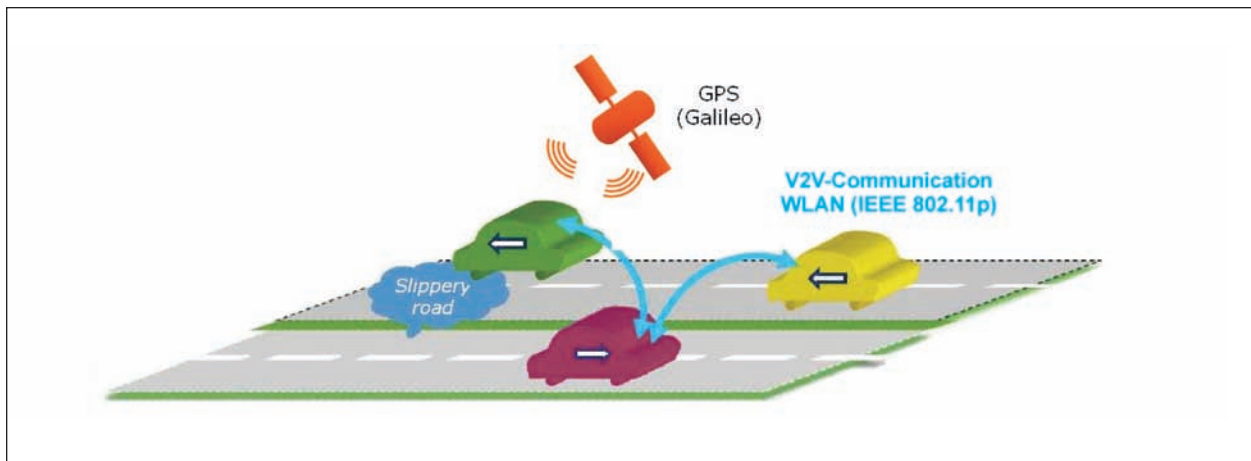 GPS
(Galileo)
V2V-Communication
WLAN (IEEE 802.11p)
Slippery
road